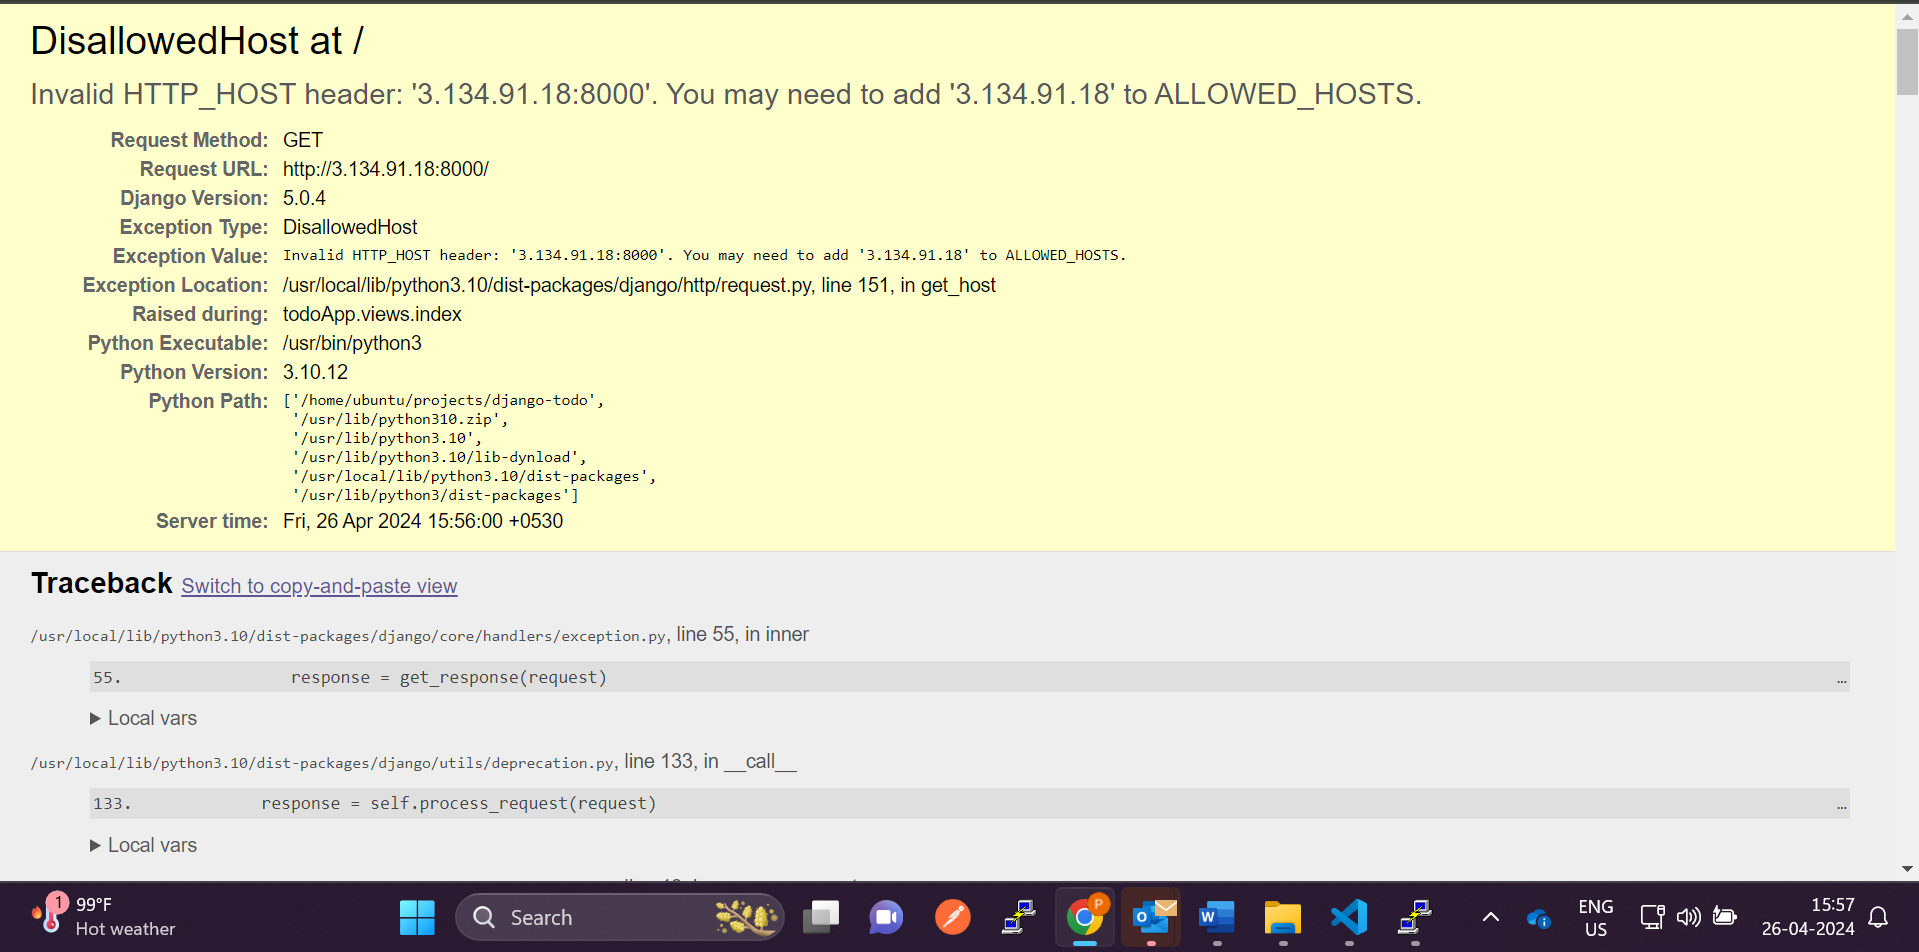 DisallowedHost at /
Invalid HTTP_HOST header: '3.134.91.18:8000'. You may need to add '3.134.91.18' to ALLOWED_HOSTS.
Request Method: GET
Request URL: http://3.134.91.18:8000/
Django Version: 5.0.4
Exception Type: DisallowedHost
Exception Value: Invalid HTTP_HOST header: '3.134.91.18:8000'. You may need to add '3.134.91.18' to ALLOWED_HOSTS.
Exception Location: /usr/local/lib/python3.10/dist-packages/django/http/request.py, line 151, in get_host
Raised during: todoApp.views.index
Python Executable: /usr/bin/python3
Python Version: 3.10.12
Python Path: ['/home/ubuntu/projects/django-todo',
'/usr/lib/python310.zip',
'/usr/lib/python3.10',
'/usr/lib/python3.10/lib-dynload',
'/usr/local/lib/python3.10/dist-packages',
'/usr/lib/python3/dist-packages']
Server time: Fri, 26 Apr 2024 15:56:00 +0530
Traceback Switch to copy-and-paste view
/usr/local/lib/python3.10/dist-packages/django/core/handlers/exception.py, line 55, in inner
55. response = get_response(request) …
Local vars
/usr/local/lib/python3.10/dist-packages/django/utils/deprecation.py, line 133, in __call__
133. response = self.process_request(request) …
Local vars
1
99°F
Hot weather
Search
P
O
W
ENG
US
15:57
26-04-2024